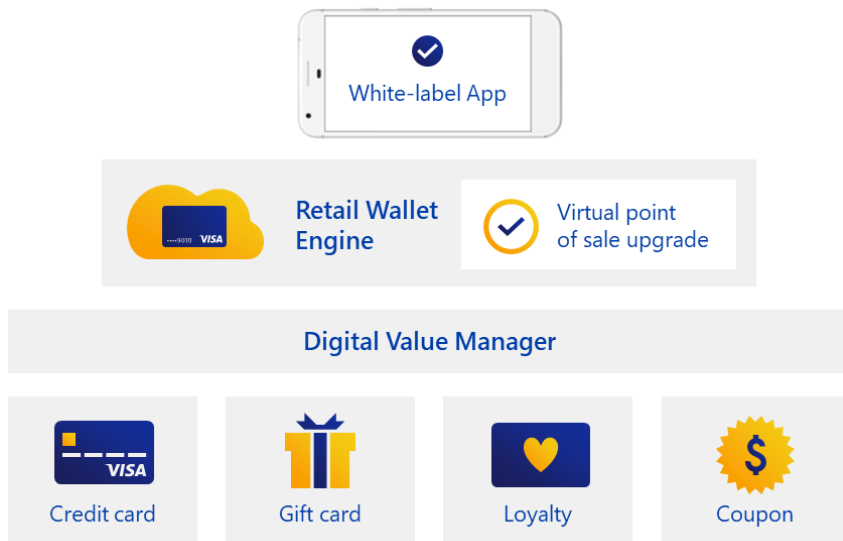 White-label App
Retail Wallet
Engine
••••9010 VISA
Virtual point
of sale upgrade
Digital Value Manager
VISA
$
Credit card
Gift card
Loyalty
Coupon